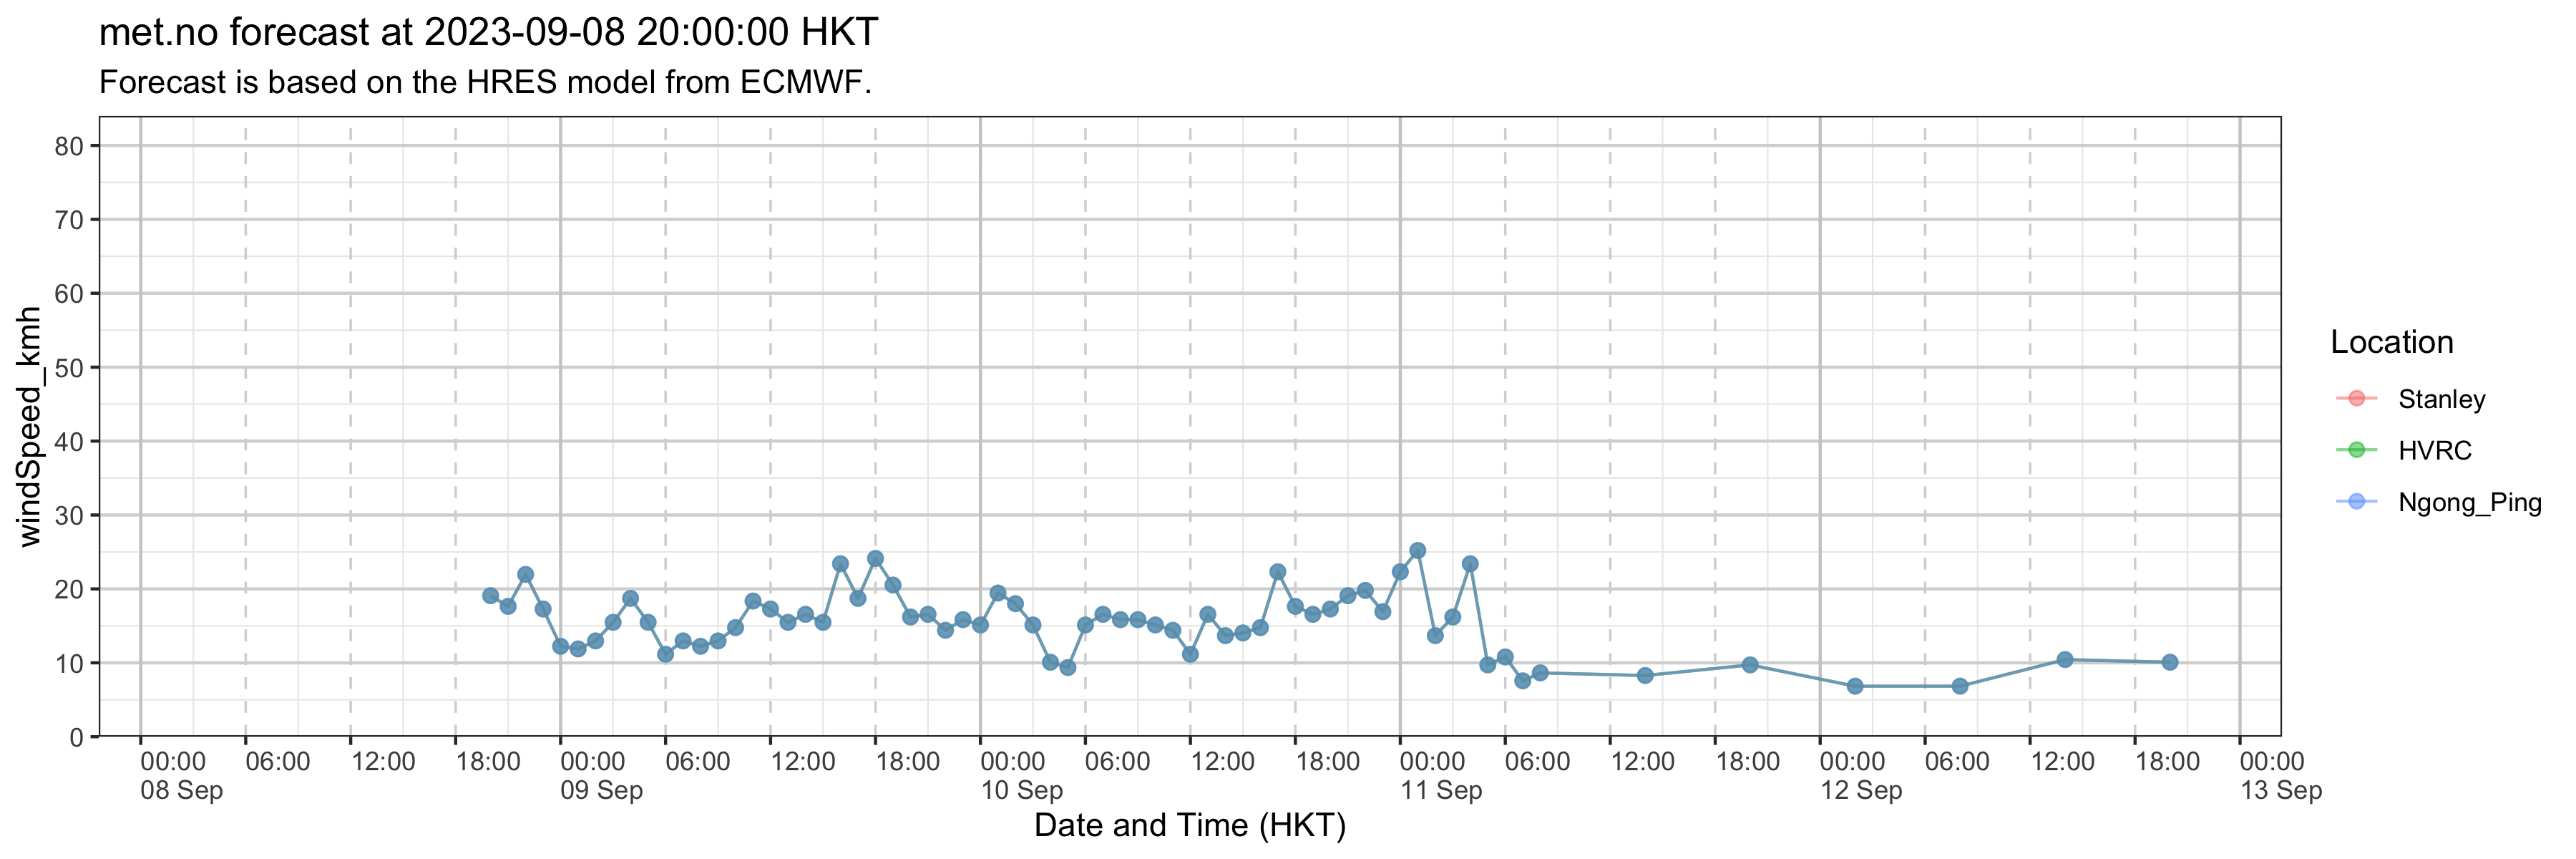 met.no forecast at 2023-09-08 20:00:00 HKT
Forecast is based on the HRES model from ECMWF.
windSpeed_kmh
80
70
60
50
40
30
20
10
0
00:00 06:00 12:00 18:00 00:00 06:00 12:00 18:00 00:00 06:00 12:00 18:00 00:00 06:00 12:00 18:00 00:00 06:00 12:00 18:00 00:00
08 Sep 09 Sep 10 Sep 11 Sep 12 Sep 13 Sep
Date and Time (HKT)
Location
Stanley
HVRC
Ngong_Ping